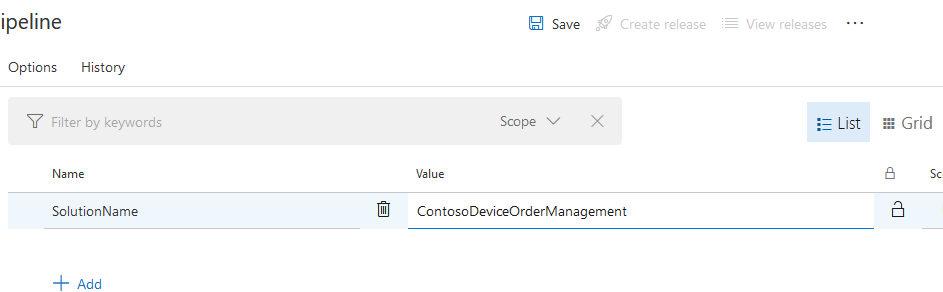 ipeline
Save Create release View releases ...
Options History
Filter by keywords Scope
List Grid
Name Value Sc
SolutionName ContosoDeviceOrderManagement
Add